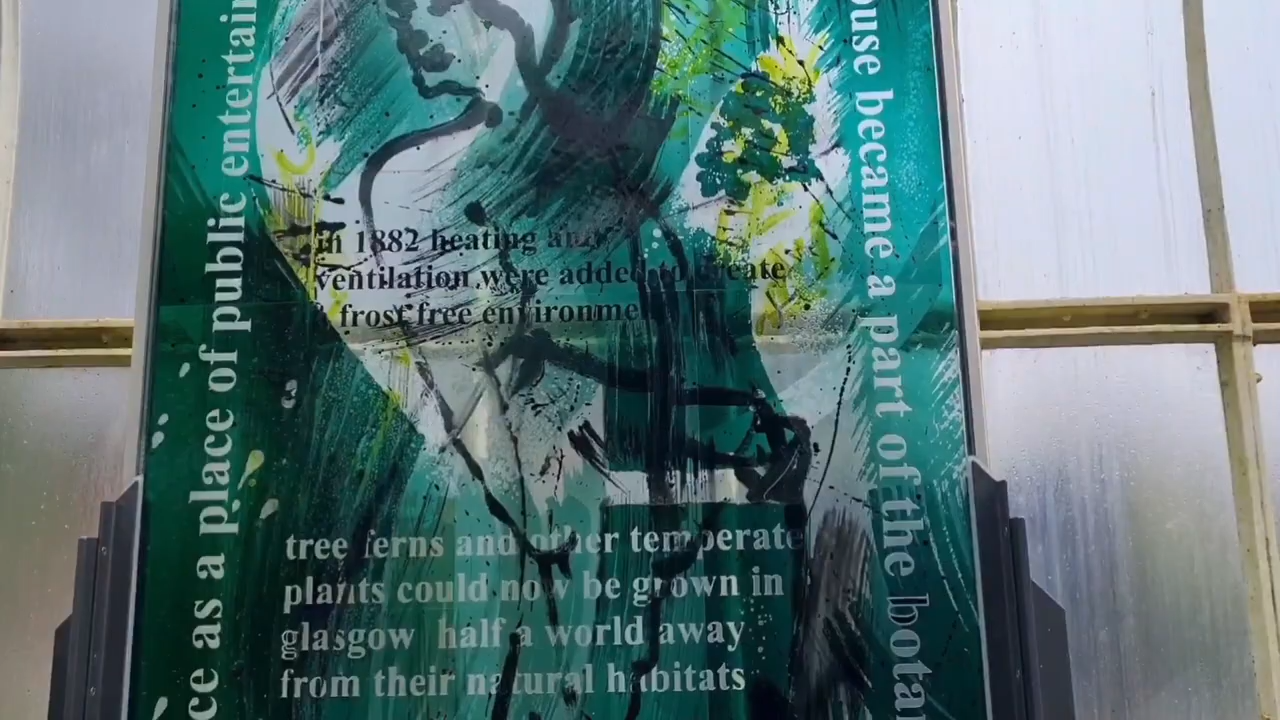 ce as a place of public entertain
in 1882 heating and
ventilation were added to create
a frost free environme
tree ferns and other temperate
plants could now be grown in
glasgow half a world away
from their natural habitats
ouse became a part of the botan